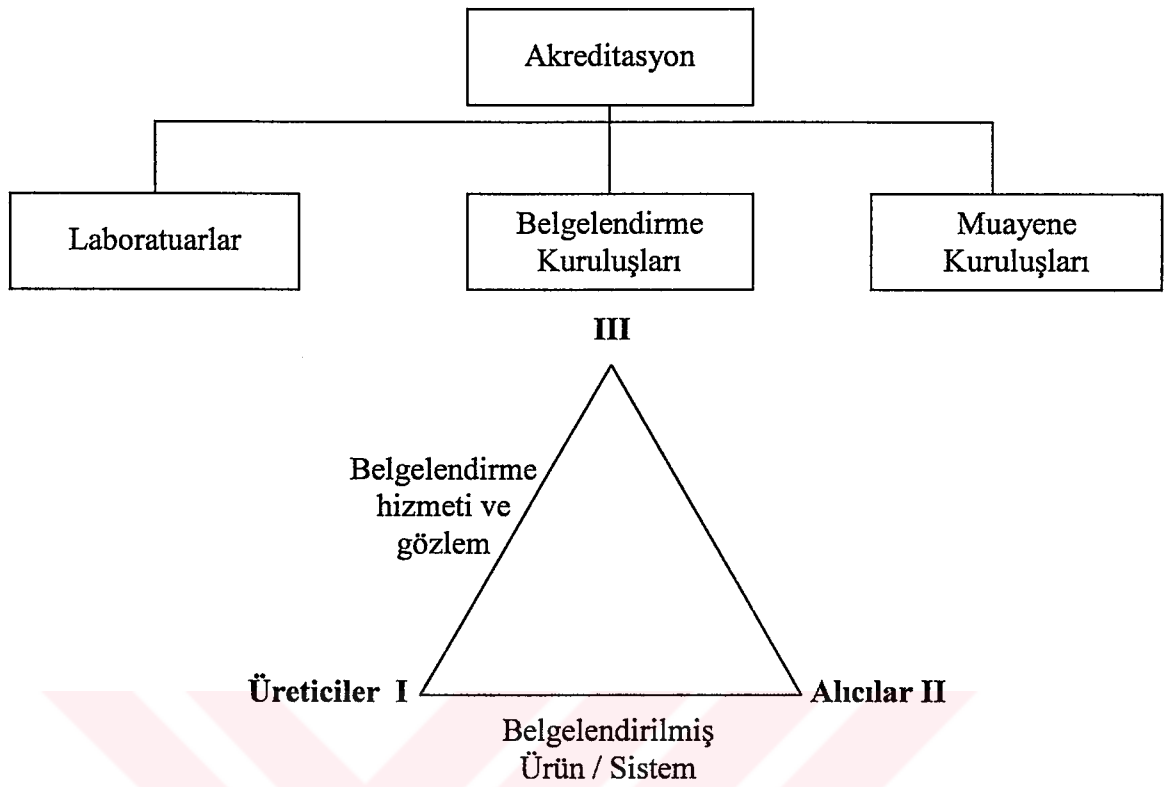 Akreditasyon
Laboratuarlar
Belgelendirme
Kuruluşları
Muayene
Kuruluşları
III
Belgelendirme
hizmeti ve
gözlem
Üreticiler I
Alıcılar II
Belgelendirilmiş
Ürün / Sistem